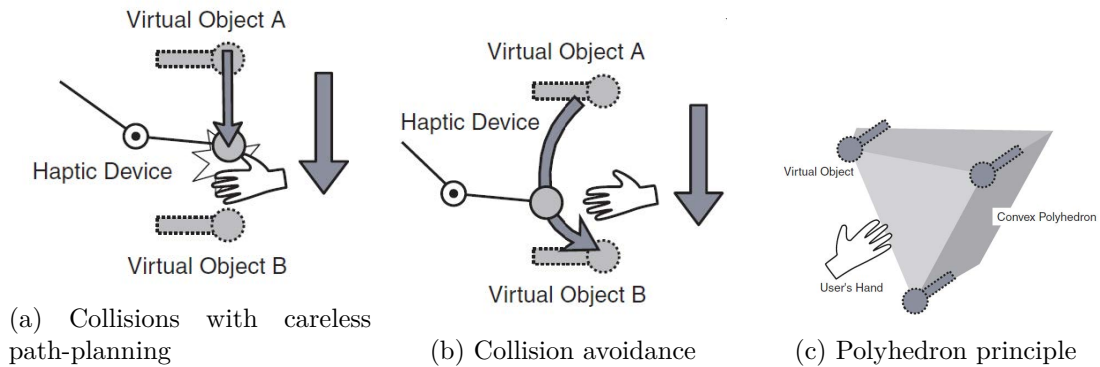 Virtual Object A
Haptic Device
Virtual Object B
(a) Collisions with careless
path-planning
Virtual Object A
Haptic Device
Virtual Object B
(b) Collision avoidance
Virtual Object
Convex Polyhedron
User's Hand
(c) Polyhedron principle